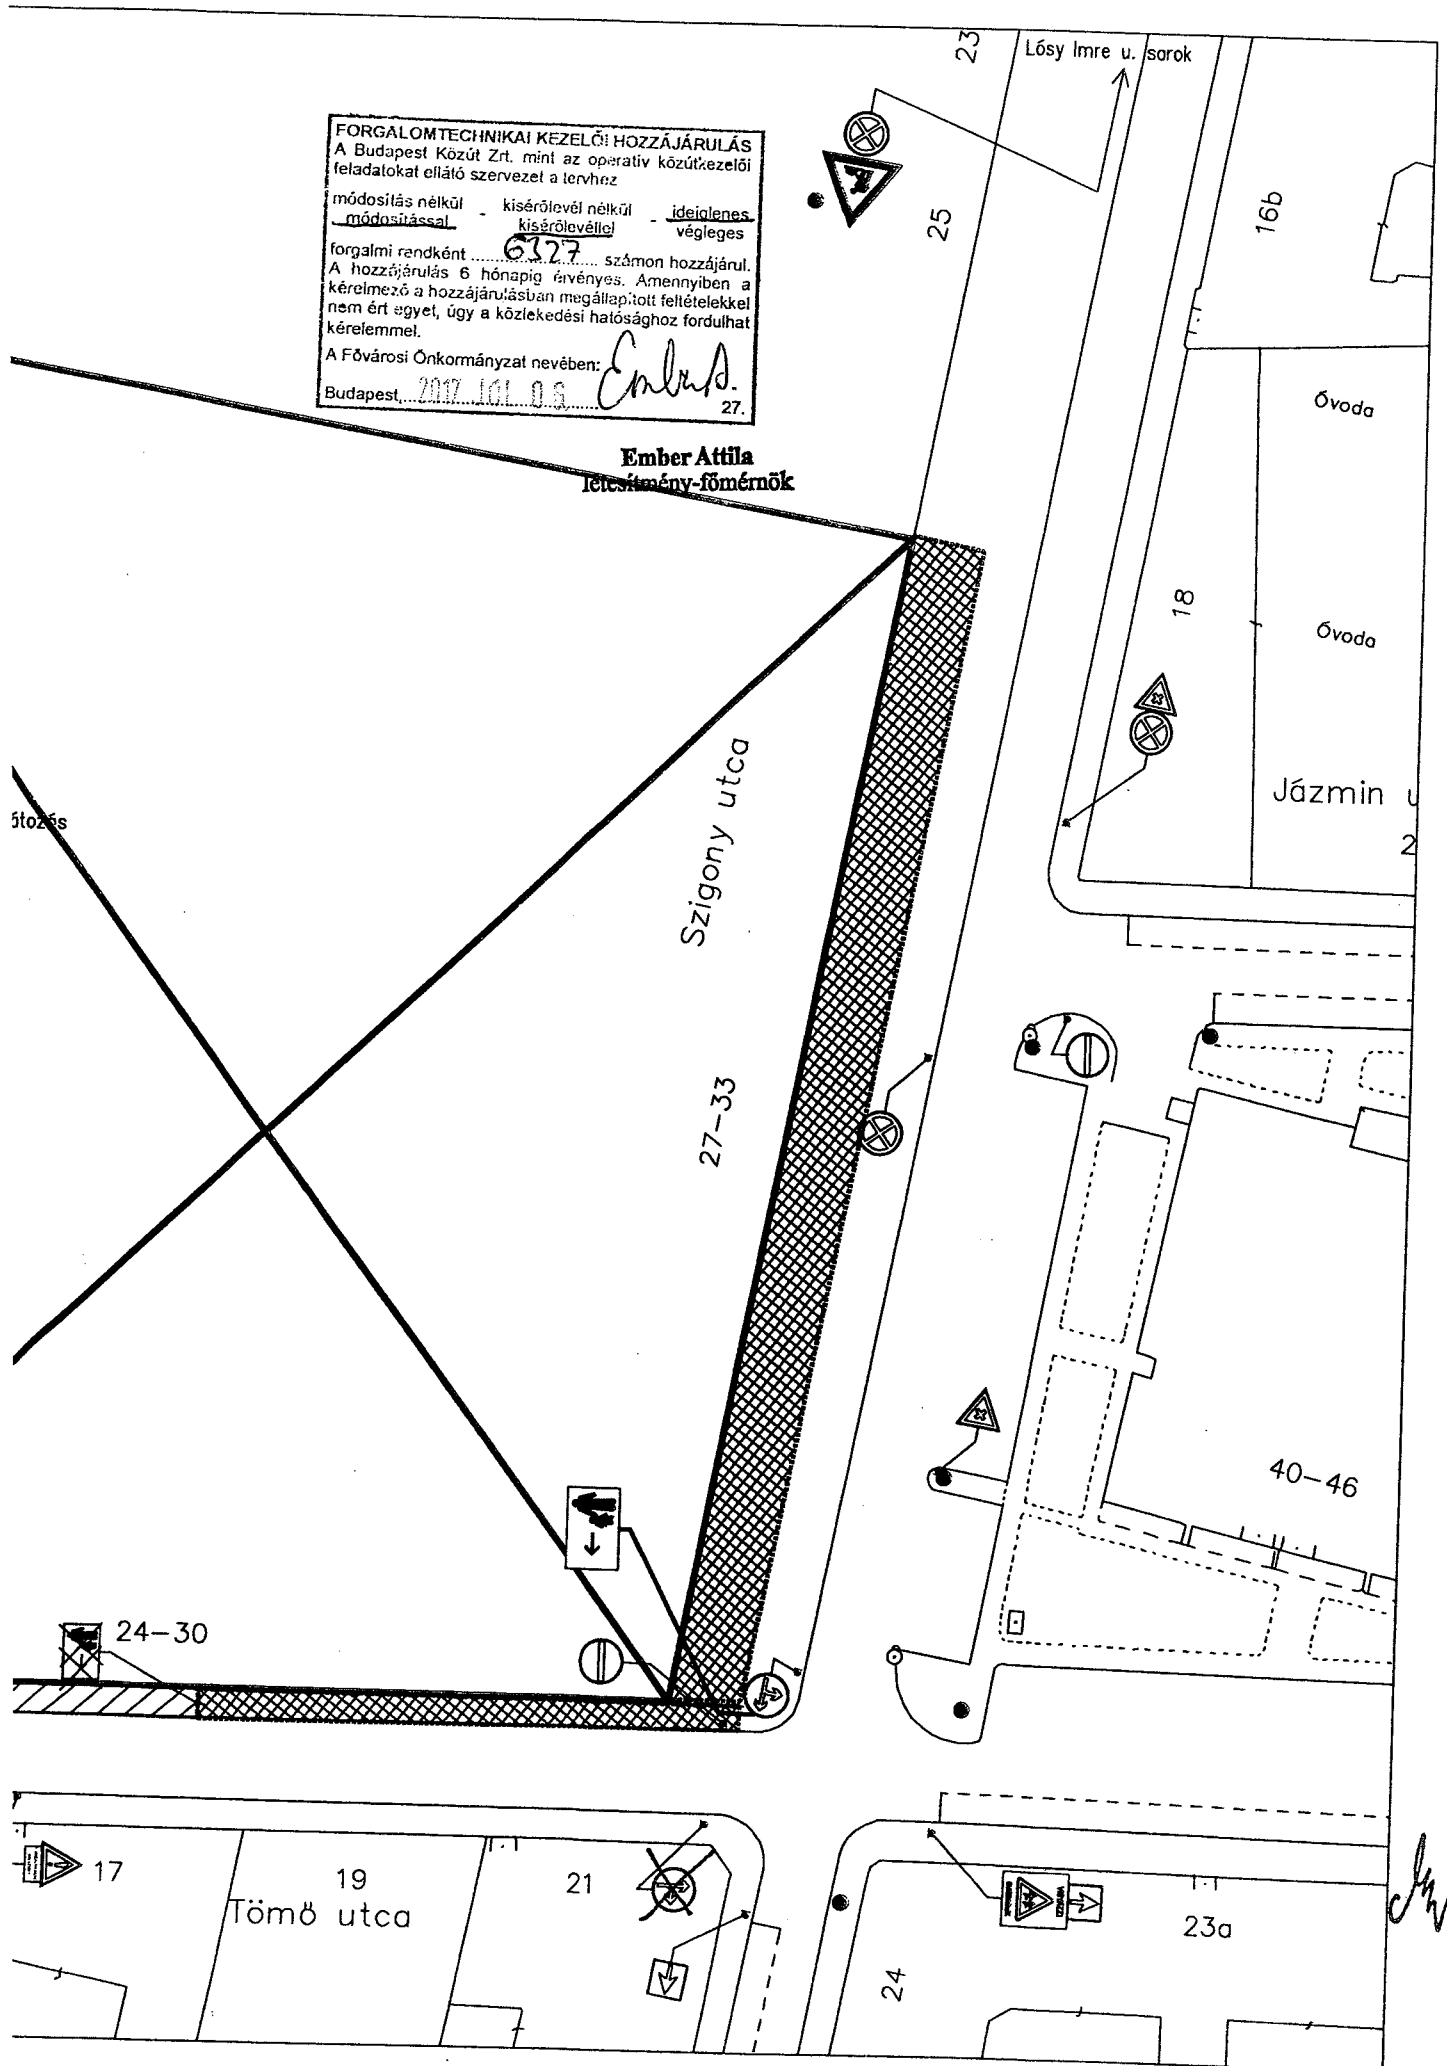 Lósy Imre u. sarok
23
FORGALOMTECHNIKAI KEZELŐI HOZZÁJÁRULÁS
A Budapest Közút Zrt. mint az operatív közútkezelői
feladatokat ellátó szervezet a tervhez
módosítás nélkül - kísérőlevél nélkül - ideiglenes
módosítással kísérőlevéllel végleges
forgalmi rendként 6327 számon hozzájárul.
A hozzájárulás 6 hónapig érvényes. Amennyiben a
kérelmező a hozzájárulásban megállapított feltételekkel
nem ért egyet, úgy a közlekedési hatósághoz fordulhat
kérelemmel.
A Fővárosi Önkormányzat nevében:
Budapest, 2017 JÚL 06
27.
Ember Attila
létesítmény-főmérnök
25
16b
Óvoda
18
Óvoda
Szigony utca
Jázmin u
2
átozás
27-33
40-46
24-30
17
19
21
Tömő utca
24
23a